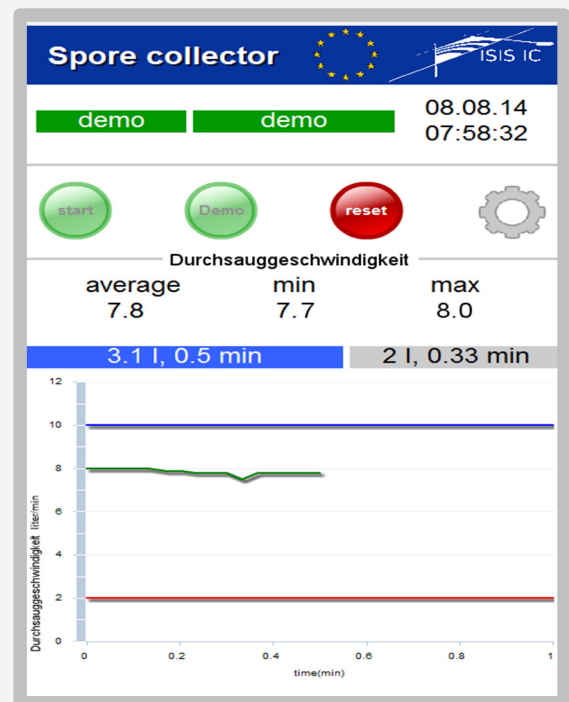 Spore collector
ISIS IC
demo demo
08.08.14
07:58:32
start Demo reset
Durchsauggeschwindigkeit
average min max
7.8 7.7 8.0
3.1 l, 0.5 min 2 l, 0.33 min
12
10
8
6
4
2
0
Durchsauggeschwindigkeit liter/min
0 0.2 0.4 0.6 0.8 1
time(min)